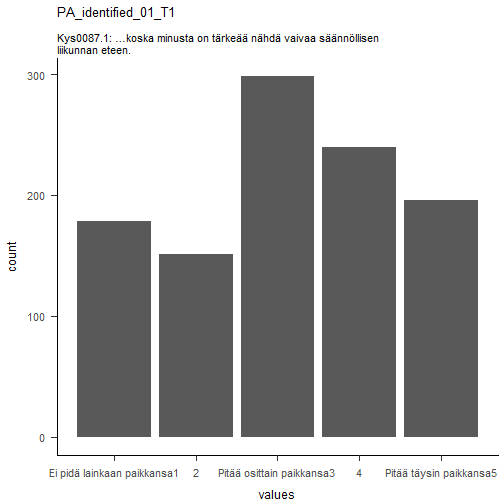 PA_identified_01_T1
Kys0087.1: …koska minusta on tärkeää nähdä vaivaa säännöllisen
liikunnan eteen.
300
200
100
0
count
Ei pidä lainkaan paikkansa1 2 Pitää osittain paikkansa3 4 Pitää täysin paikkansa5
values